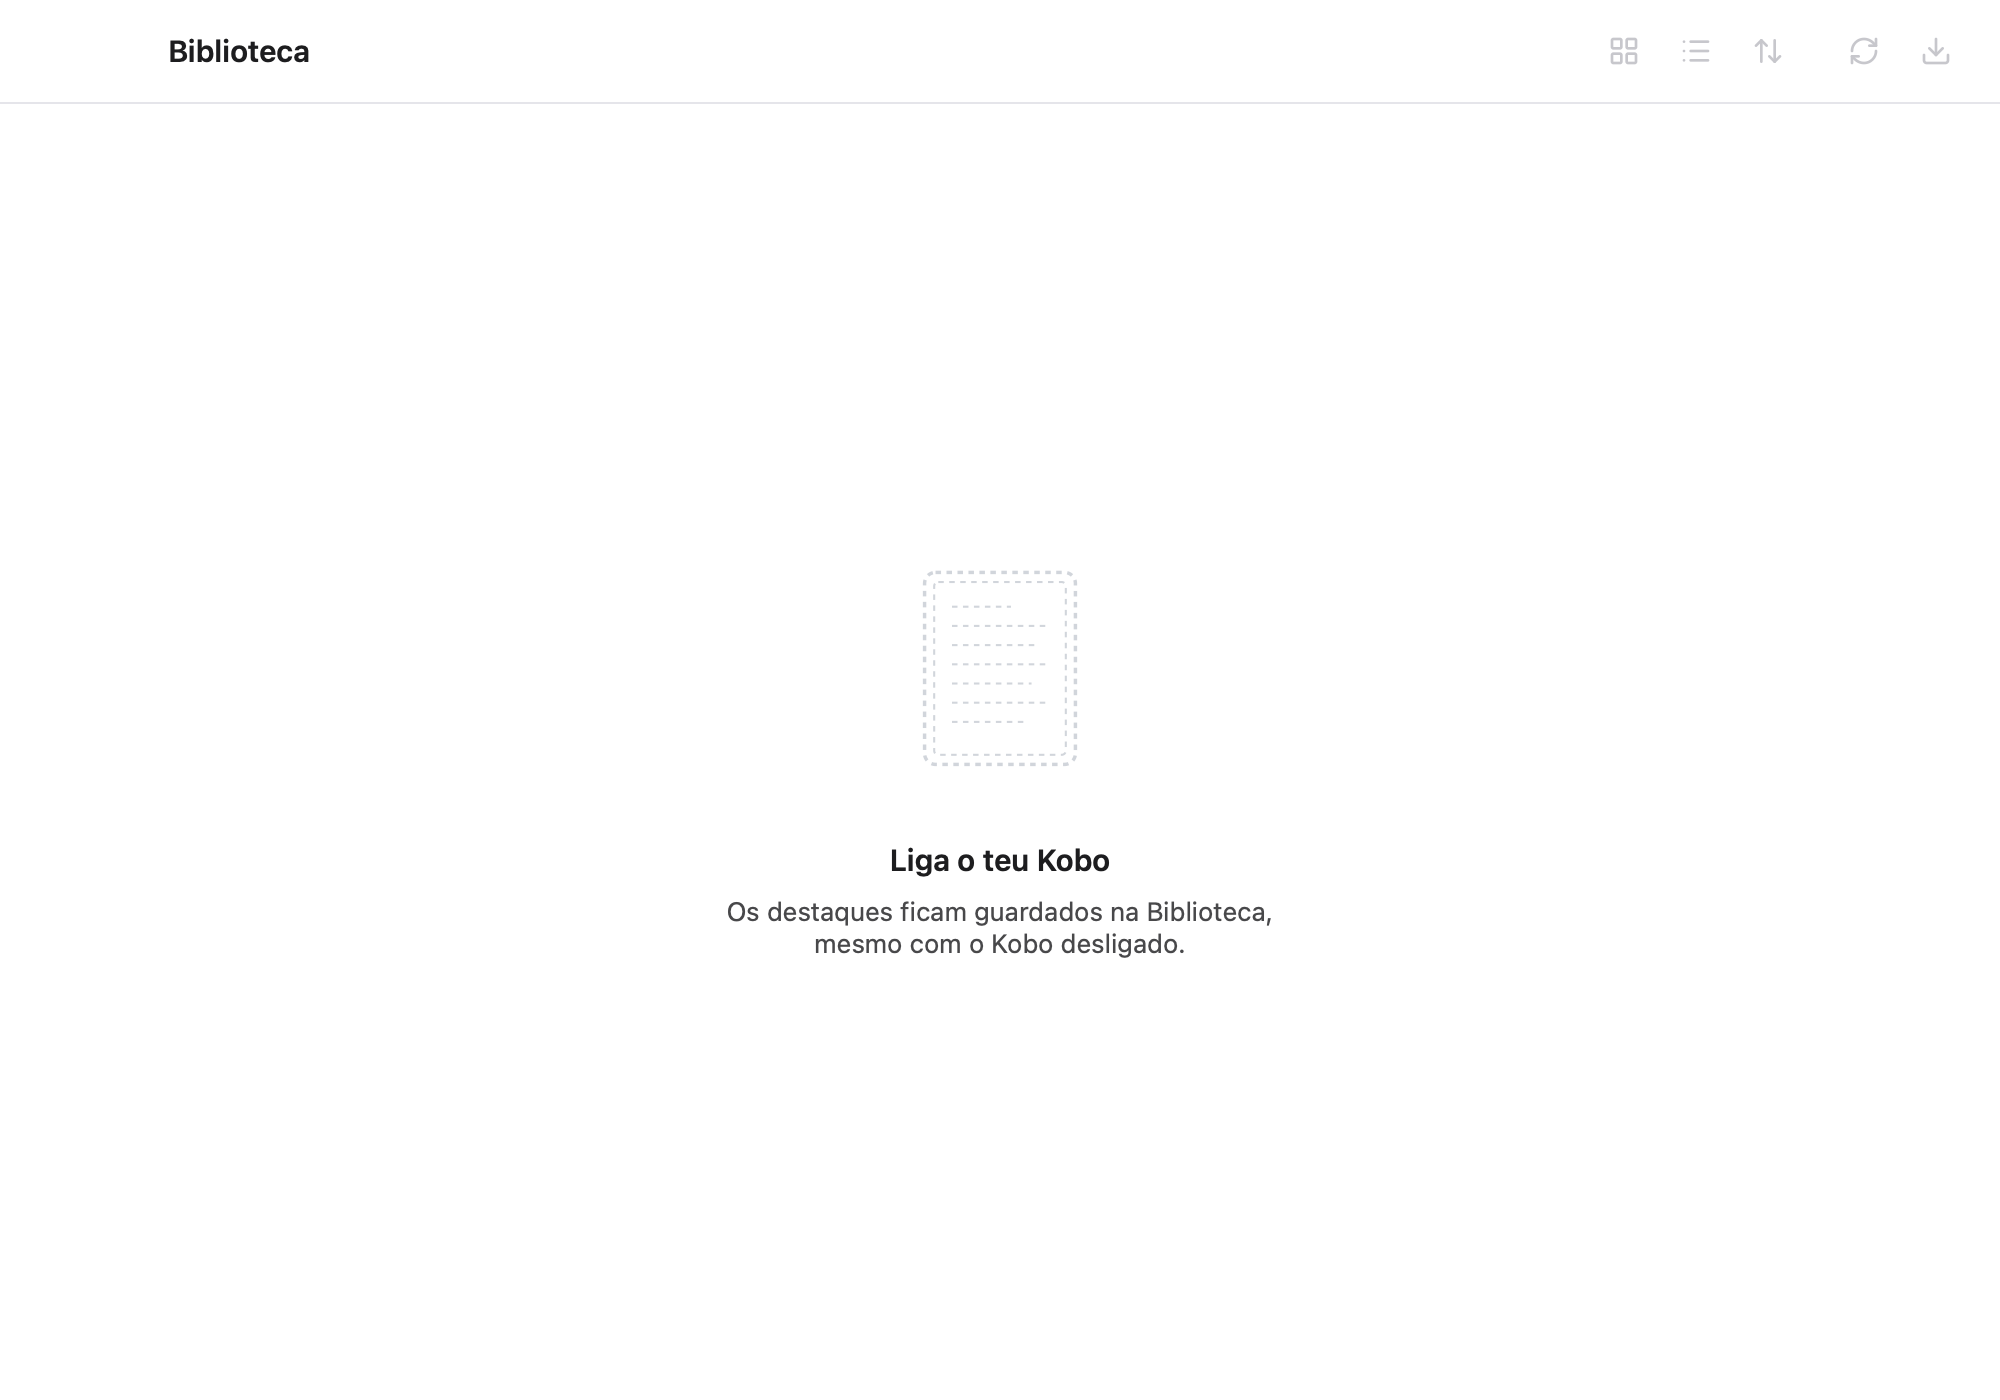 Biblioteca
Liga o teu Kobo
Os destaques ficam guardados na Biblioteca,
mesmo com o Kobo desligado.